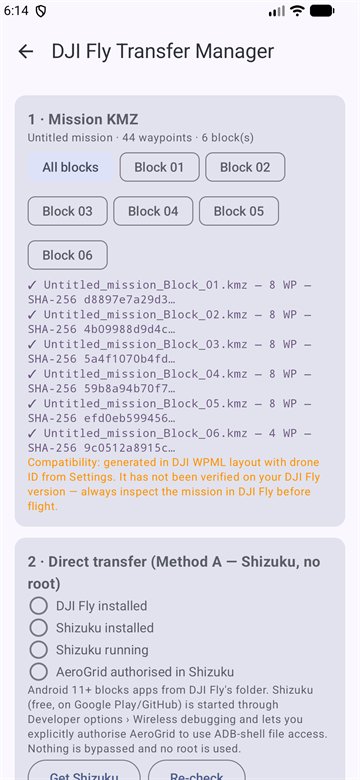 6:14
DJI Fly Transfer Manager
1 · Mission KMZ
Untitled mission · 44 waypoints · 6 block(s)
All blocks
Block 01
Block 02
Block 03
Block 04
Block 05
Block 06
✓ Untitled_mission_Block_01.kmz — 8 WP —
SHA-256 d8897e7a29d3…
✓ Untitled_mission_Block_02.kmz — 8 WP —
SHA-256 4b09988d9d4c…
✓ Untitled_mission_Block_03.kmz — 8 WP —
SHA-256 5a4f1070b4fd…
✓ Untitled_mission_Block_04.kmz — 8 WP —
SHA-256 59b8a94b70f7…
✓ Untitled_mission_Block_05.kmz — 8 WP —
SHA-256 efd0eb599456…
✓ Untitled_mission_Block_06.kmz — 4 WP —
SHA-256 9c0512a8915c…
Compatibility: generated in DJI WPML layout with drone
ID from Settings. It has not been verified on your DJI Fly
version — always inspect the mission in DJI Fly before
flight.
2 · Direct transfer (Method A — Shizuku, no
root)
DJI Fly installed
Shizuku installed
Shizuku running
AeroGrid authorised in Shizuku
Android 11+ blocks apps from DJI Fly's folder. Shizuku
(free, on Google Play/GitHub) is started through
Developer options › Wireless debugging and lets you
explicitly authorise AeroGrid to use ADB-shell file access.
Nothing is bypassed and no root is used.
Get Shizuku
Re-check